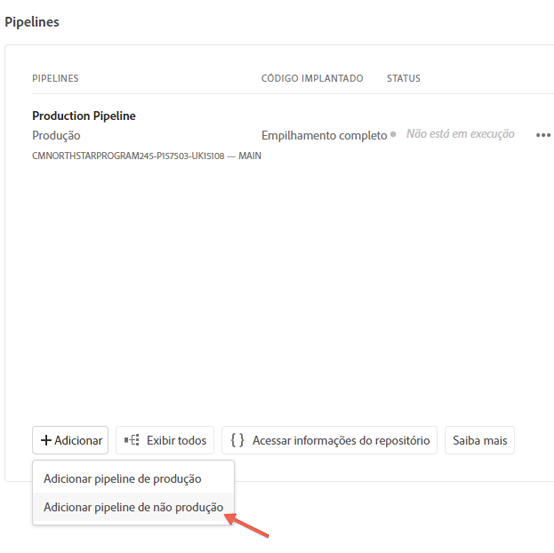 Pipelines
PIPELINES CÓDIGO IMPLANTADO STATUS
Production Pipeline
Produção Empilhamento completo Não está em execução
CMNORTHSTARPROGRAM245-P157503-UK15108 — MAIN
Adicionar Exibir todos Acessar informações do repositório Saiba mais
Adicionar pipeline de produção
Adicionar pipeline de não produção